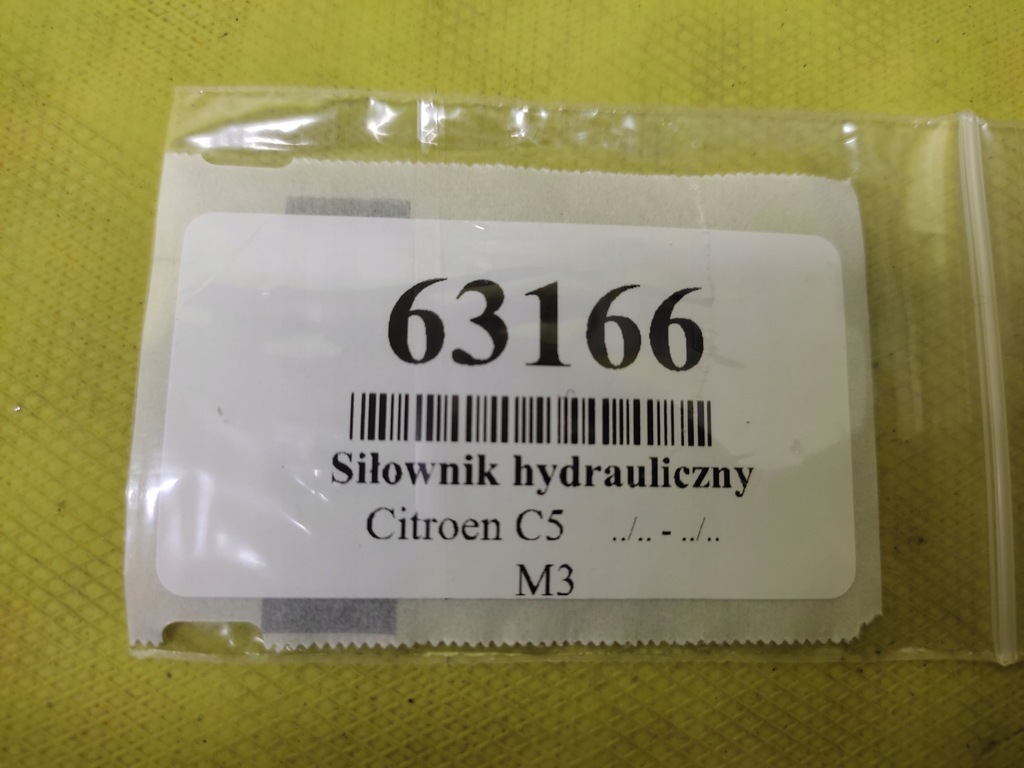 63166
Siłownik hydrauliczny
Citroen C5 ../.. - ../..
M3